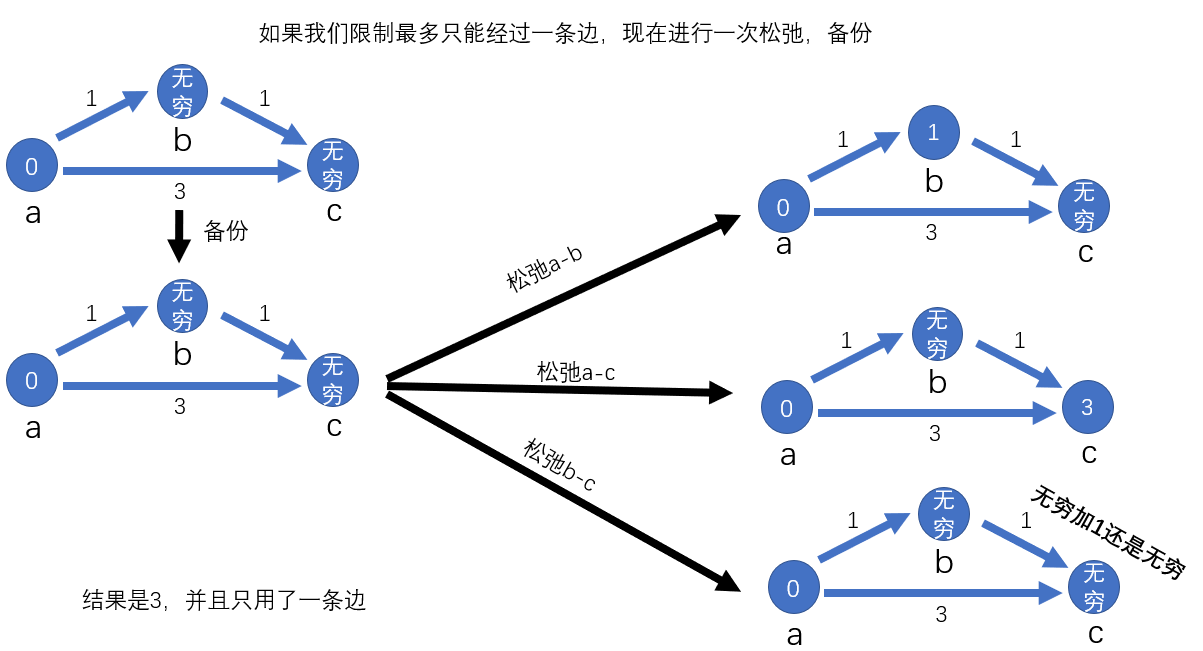 如果我们限制最多只能经过一条边，现在进行一次松弛，备份
无
穷
1
1
b
0
无
穷
3
a
c
备份
无
穷
1
1
b
0
无
穷
3
a
c
松弛a-b
松弛a-c
松弛b-c
1
1
1
b
0
无
穷
3
a
c
无
穷
1
1
b
0
3
3
a
c
无
穷
1
1
无穷加1还是无穷
b
0
无
穷
3
a
c
结果是3，并且只用了一条边